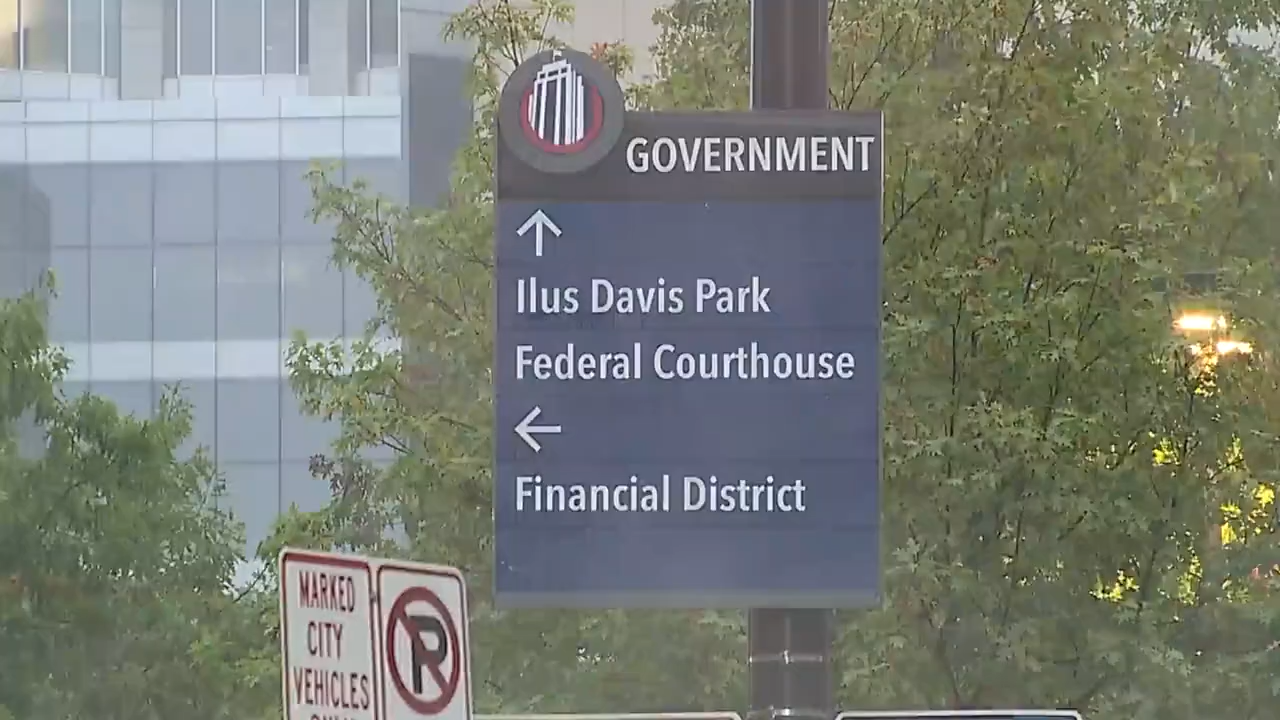 GOVERNMENT
Ilus Davis Park
Federal Courthouse
Financial District
MARKED
CITY
VEHICLES